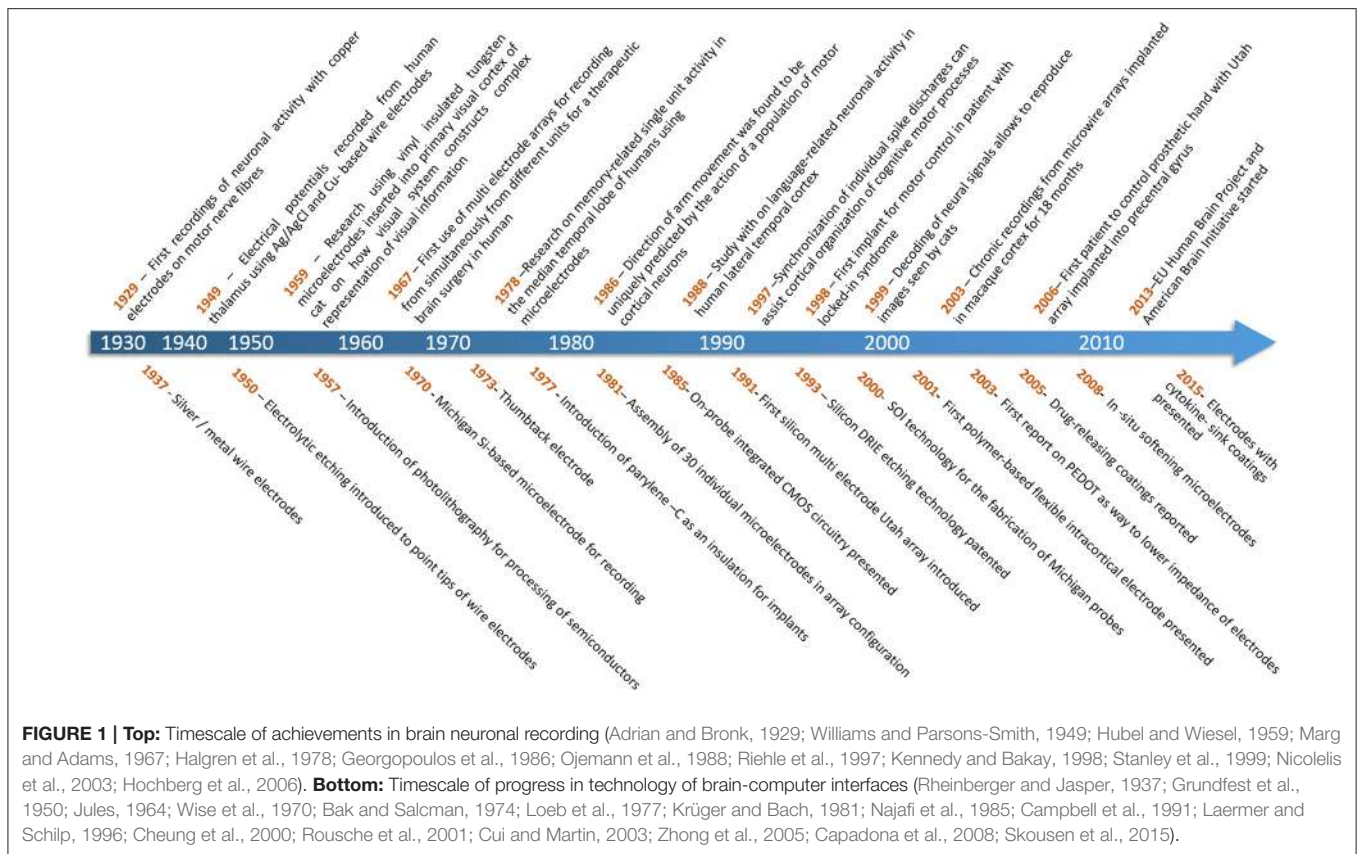 1929 – First recordings of neuronal activity with copper
electrodes on motor nerve fibres
1949 – Electrical potentials recorded from human
thalamus using Ag/AgCl and Cu- based wire electrodes
1959 – Research using vinyl insulated tungsten
microelectrodes inserted into primary visual cortex of
cat on how visual system constructs complex
representation of visual information
1967 – First use of multi electrode arrays for recording
from simultaneously from different units for a therapeutic
brain surgery in human
1978 –Research on memory-related single unit activity in
the median temporal lobe of humans using
microelectrodes
1986 – Direction of arm movement was found to be
uniquely predicted by the action of a population of motor
cortical neurons
1988 – Study with on language-related neuronal activity in
human lateral temporal cortex
1997 –Synchronization of individual spike discharges can
assist cortical organization of cognitive motor processes
1998 – First implant for motor control in patient with
locked-in syndrome
1999 – Decoding of neural signals allows to reproduce
images seen by cats
2003 – Chronic recordings from microwire arrays implanted
in macaque cortex for 18 months
2006– First patient to control prosthetic hand with Utah
array implanted into precentral gyrus
2013–EU Human Brain Project and
American Brain Initiative started
1930 1940 1950 1960 1970 1980 1990 2000 2010
1937- Silver / metal wire electrodes
1950 – Electrolytic etching introduced to point tips of wire electrodes
1957 – Introduction of photolithography for processing of semiconductors
1970 – Michigan Si-based microelectrode for recording
1973– Thumbtack electrode
1977 – Introduction of parylene –C as an insulation for implants
1981– Assembly of 30 individual microelectrodes in array configuration
1985- On-probe integrated CMOS circuitry presented
1991- First silicon multi electrode Utah array introduced
1993 – Silicon DRIE etching technology patented
2000- SOI technology for the fabrication of Michigan probes
2001- First polymer-based flexible intracortical electrode presented
2003- First report on PEDOT as way to lower impedance of electrodes
2005- Drug-releasing coatings reported
2008- In -situ softening microelectrodes
2015- Electrodes with
cytokine- sink coatings
presented
FIGURE 1 | Top: Timescale of achievements in brain neuronal recording (Adrian and Bronk, 1929; Williams and Parsons-Smith, 1949; Hubel and Wiesel, 1959; Marg
and Adams, 1967; Halgren et al., 1978; Georgopoulos et al., 1986; Ojemann et al., 1988; Riehle et al., 1997; Kennedy and Bakay, 1998; Stanley et al., 1999; Nicolelis
et al., 2003; Hochberg et al., 2006). Bottom: Timescale of progress in technology of brain-computer interfaces (Rheinberger and Jasper, 1937; Grundfest et al.,
1950; Jules, 1964; Wise et al., 1970; Bak and Salcman, 1974; Loeb et al., 1977; Krüger and Bach, 1981; Najafi et al., 1985; Campbell et al., 1991; Laermer and
Schilp, 1996; Cheung et al., 2000; Rousche et al., 2001; Cui and Martin, 2003; Zhong et al., 2005; Capadona et al., 2008; Skousen et al., 2015).